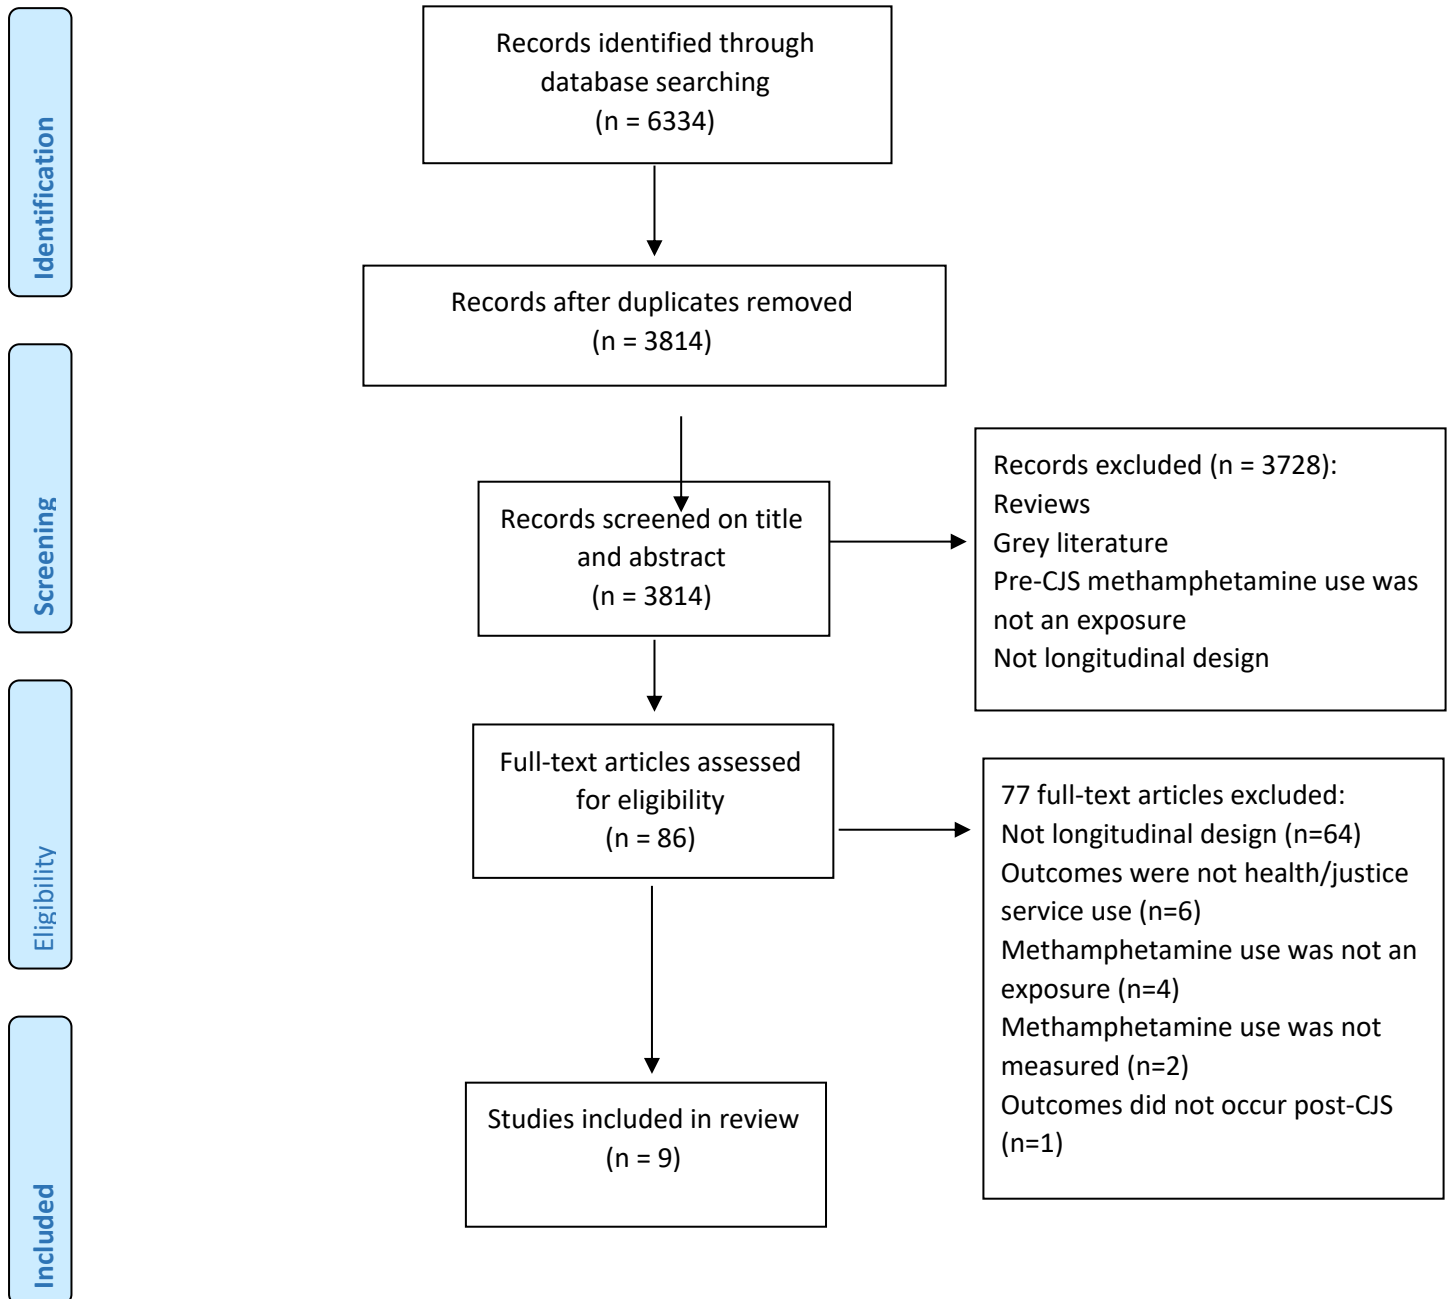 Identification
Records identified through
database searching
(n = 6334)
Records after duplicates removed
(n = 3814)
Screening
Records screened on title
and abstract
(n = 3814)
Records excluded (n = 3728):
Reviews
Grey literature
Pre-CJS methamphetamine use was
not an exposure
Not longitudinal design
Eligibility
Full-text articles assessed
for eligibility
(n = 86)
77 full-text articles excluded:
Not longitudinal design (n=64)
Outcomes were not health/justice
service use (n=6)
Methamphetamine use was not an
exposure (n=4)
Methamphetamine use was not
measured (n=2)
Outcomes did not occur post-CJS
(n=1)
Included
Studies included in review
(n = 9)